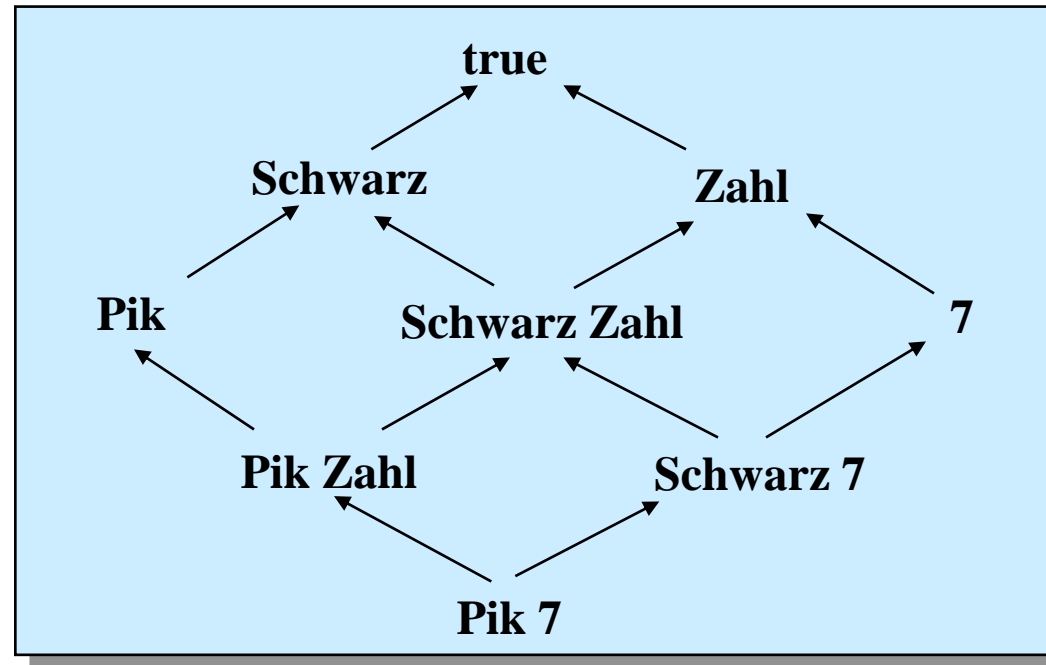 true
Schwarz
Zahl
Pik
Schwarz Zahl
7
Pik Zahl
Schwarz 7
Pik 7